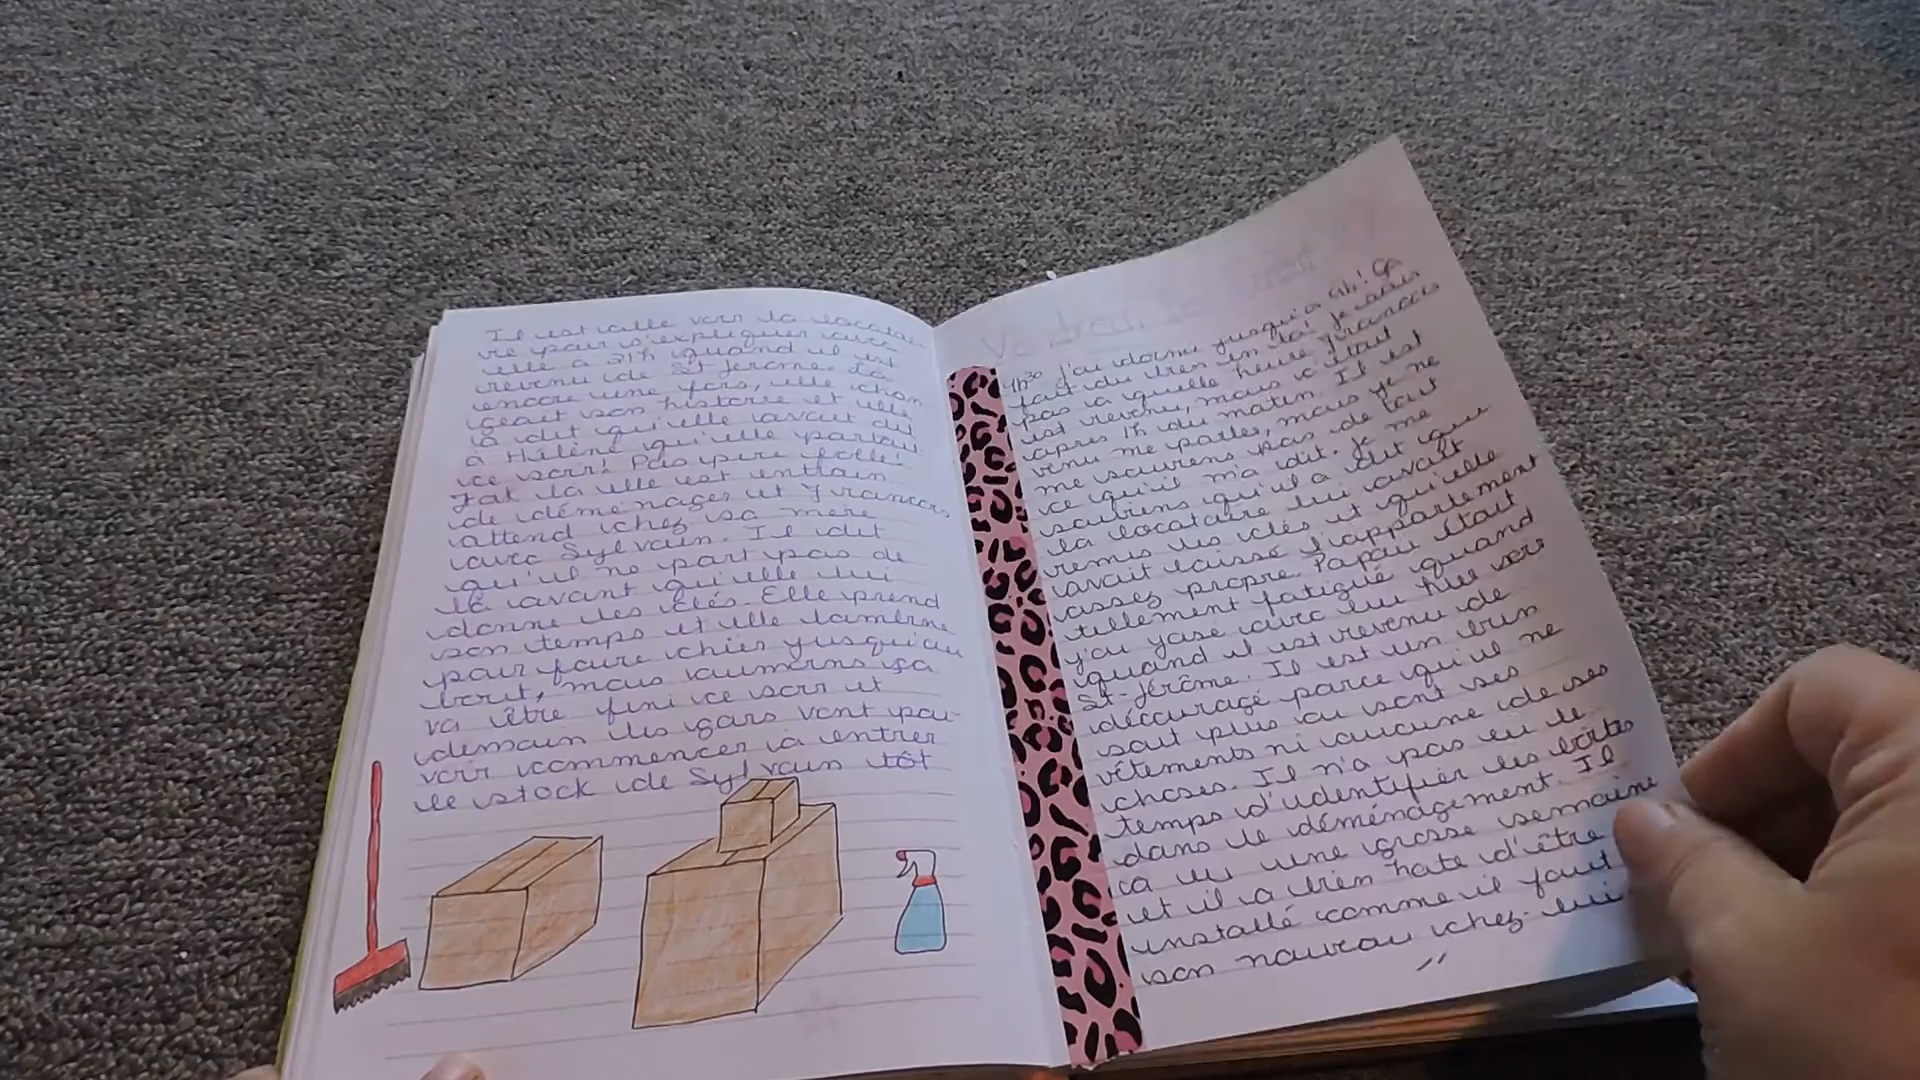 Il est allé voir la locatai-
re pour s'expliquer avec
elle à 21h quand il est
revenu de St-Jérôme. Là
encore une fois, elle chan
geait son histoire et elle
a dit qu'elle avait dit
à Hélène qu'elle partait
ce soir! Pas pire folle!
Fak là elle est entrain
de déménager et François
attend chez sa mère
avec Sylvain. Il dit
qu'il ne part pas de
là avant qu'elle lui
donne les clés. Elle prend
son temps et elle
pour faire chier jusqu'au
bout, mais aumoins ça
va être fini ce soir et
demain les gars vont pou-
voir commencer à entrer
le stock de Sylvain tôt
Vendredi
11h30 J'ai dormi jusqu'à 11h! Ça
fait du bien en ta! Je sais
pas à quelle heure François
est revenu, mais c'était
après 1h du matin. Il est
venu me parler, mais je ne
me souviens pas de tout
ce qu'il m'a dit. Je me
souviens qu'il a dit que
la locataire lui avait
remis les clés et qu'elle
avait laissé l'appartement
assez propre. Papou était
tellement fatigué quand
j'ai jasé avec lui hier soir
quand il est revenu de
St-Jérôme. Il est un brin
découragé parce qu'il ne
sait plus où sont ses
vêtements ni aucune de ses
choses. Il n'a pas eu le
temps d'identifier les boîtes
dans le déménagement. Il
a eu une grosse semaine
et il a bien hate d'être
installé comme il faut
son nouveau chez-lui